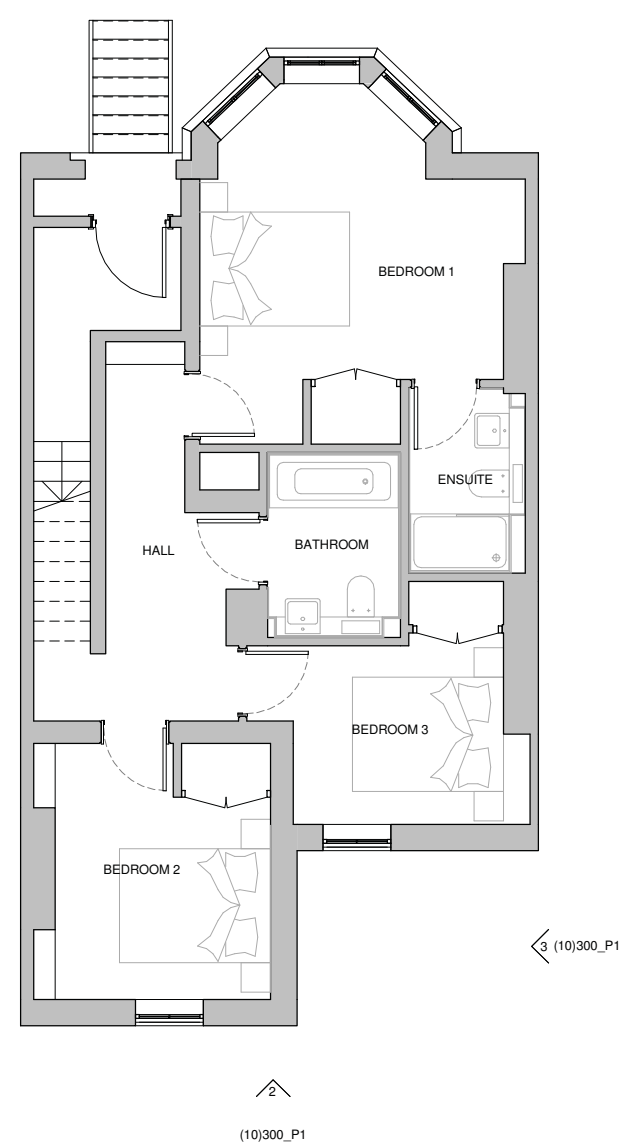 BEDROOM 1
ENSUITE
BATHROOM
HALL
BEDROOM 3
BEDROOM 2
3 (10)300_P1
2
(10)300_P1